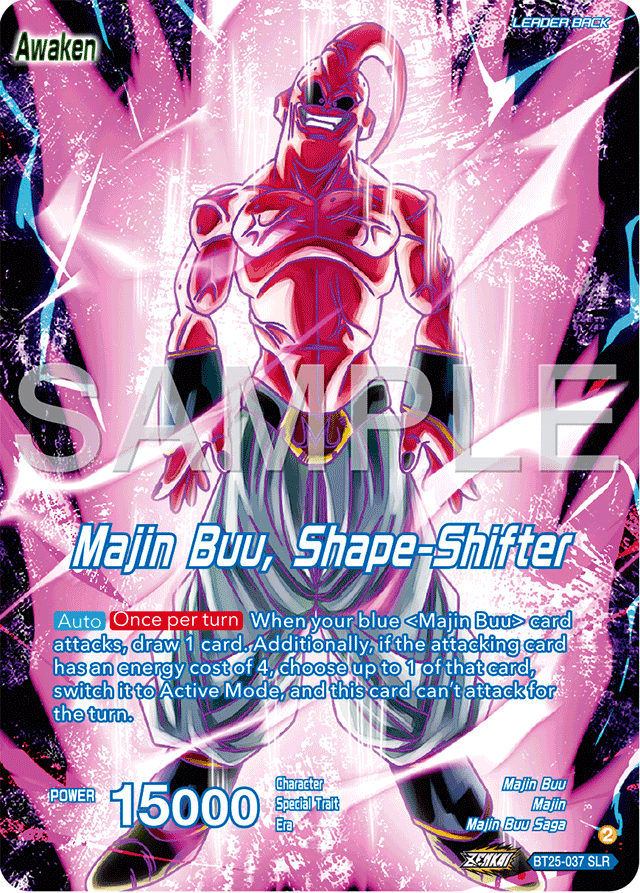 LEADER BACK
Awaken
SAMPLE
Majin Buu, Shape-Shifter
Auto Once per turn When your blue <Majin Buu> card
attacks, draw 1 card. Additionally, if the attacking card
has an energy cost of 4, choose up to 1 of that card,
switch it to Active Mode, and this card can't attack for
the turn.
POWER 15000
Character Majin Buu
Special Trait Majin
Era Majin Buu Saga
2
ZENKAI BT25-037 SLR